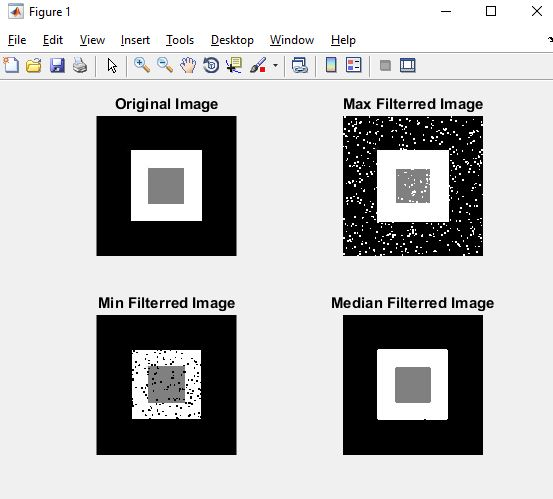 Figure 1
File Edit View Insert Tools Desktop Window Help
Original Image
Max Filterred Image
Min Filterred Image
Median Filterred Image